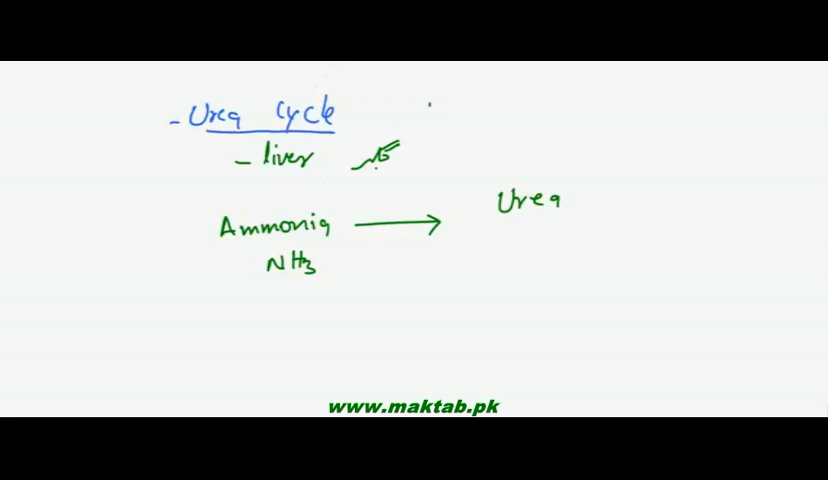 - Urea Cycle
- liver جگر
Ammonia → Urea
NH3
www.maktab.pk